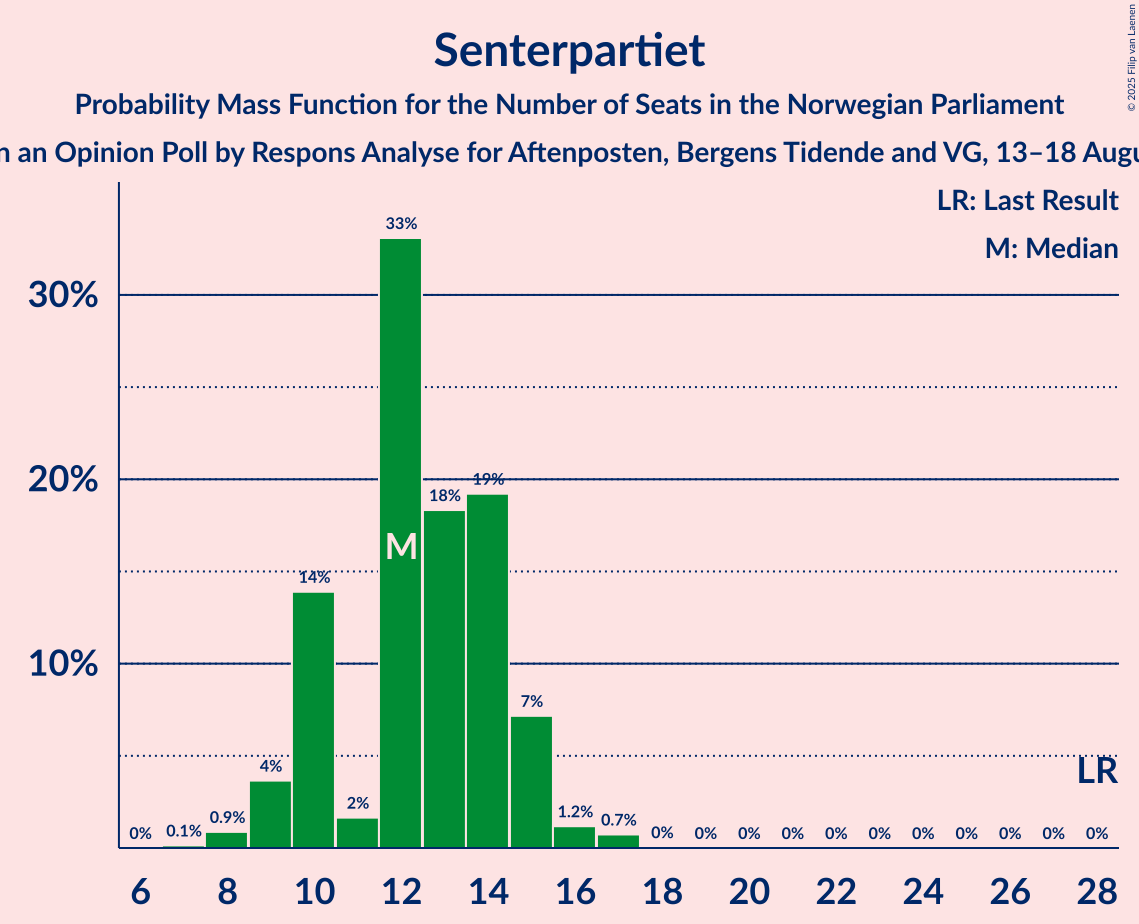 Senterpartiet
Probability Mass Function for the Number of Seats in the Norwegian Parliament
an Opinion Poll by Respons Analyse for Aftenposten, Bergens Tidende and VG, 13–18
© 2025 Filip van Laenen
LR: Last Result
M: Median
30%
20%
10%
0% 0.1% 0.9% 4% 14% 2% 33% 18% 19% 7% 1.2% 0.7% 0% 0% 0% 0% 0% 0% 0% 0% 0% 0% 0%
M
LR
6 8 10 12 14 16 18 20 22 24 26 28